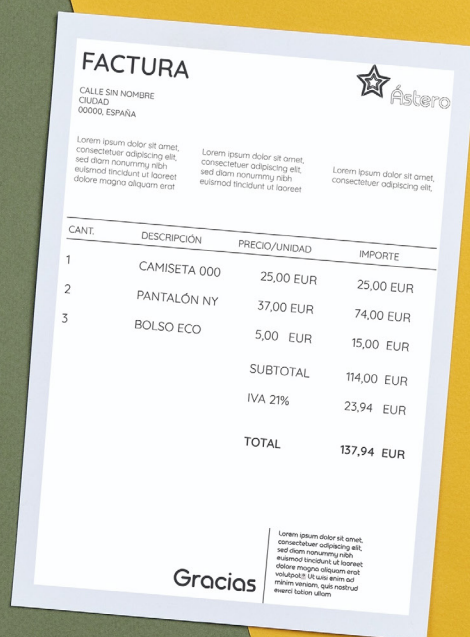 FACTURA
Ástero
CALLE SIN NOMBRE
CIUDAD
00000, ESPAÑA
Lorem ipsum dolor sit amet,
consectetuer adipiscing elit,
sed diam nonummy nibh
euismod tincidunt ut laoreet
dolore magna aliquam erat
Lorem ipsum dolor sit amet,
consectetuer adipiscing elit,
sed diam nonummy nibh
euismod tincidunt ut laoreet
Lorem ipsum dolor sit amet,
consectetuer adipiscing elit,
CANT. DESCRIPCIÓN PRECIO/UNIDAD IMPORTE
1 CAMISETA 000 25,00 EUR 25,00 EUR
2 PANTALÓN NY 37,00 EUR 74,00 EUR
3 BOLSO ECO 5,00 EUR 15,00 EUR
SUBTOTAL 114,00 EUR
IVA 21% 23,94 EUR
TOTAL 137,94 EUR
Gracias
Lorem ipsum dolor sit amet,
consectetuer adipiscing elit,
sed diam nonummy nibh
euismod tincidunt ut laoreet
dolore magna aliquam erat
Ut wisi enim ad
minim veniam, quis nostrud
exerci tation ullam